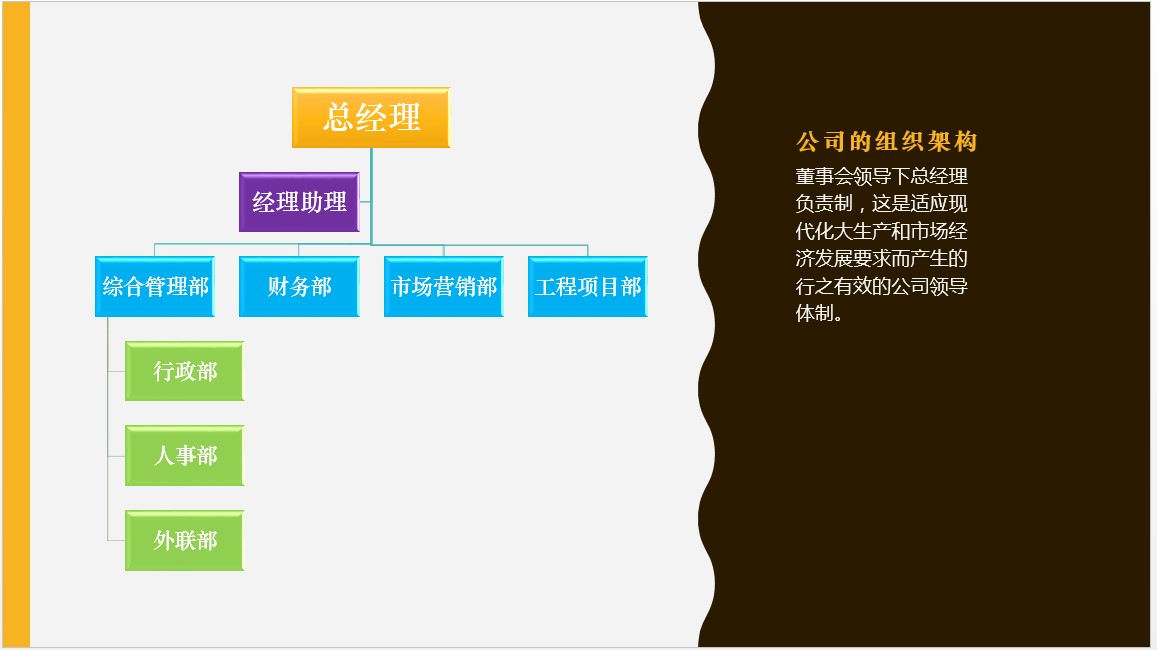 总经理
经理助理
综合管理部
财务部
市场营销部
工程项目部
行政部
人事部
外联部
公司的组织架构
董事会领导下总经理
负责制，这是适应现
代化大生产和市场经
济发展要求而产生的
行之有效的公司领导
体制。